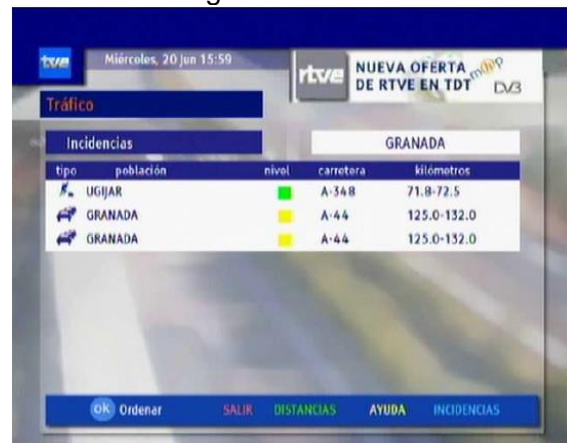 tve
Miércoles, 20 Jun 15:59
rtve NUEVA OFERTA
DE RTVE EN TDT
mhp
DVB
Tráfico
Incidencias GRANADA
tipo población nivel carretera kilómetros
UGIJAR A-348 71.8-72.5
GRANADA A-44 125.0-132.0
GRANADA A-44 125.0-132.0
ok Ordenar SALIR DISTANCIAS AYUDA INCIDENCIAS